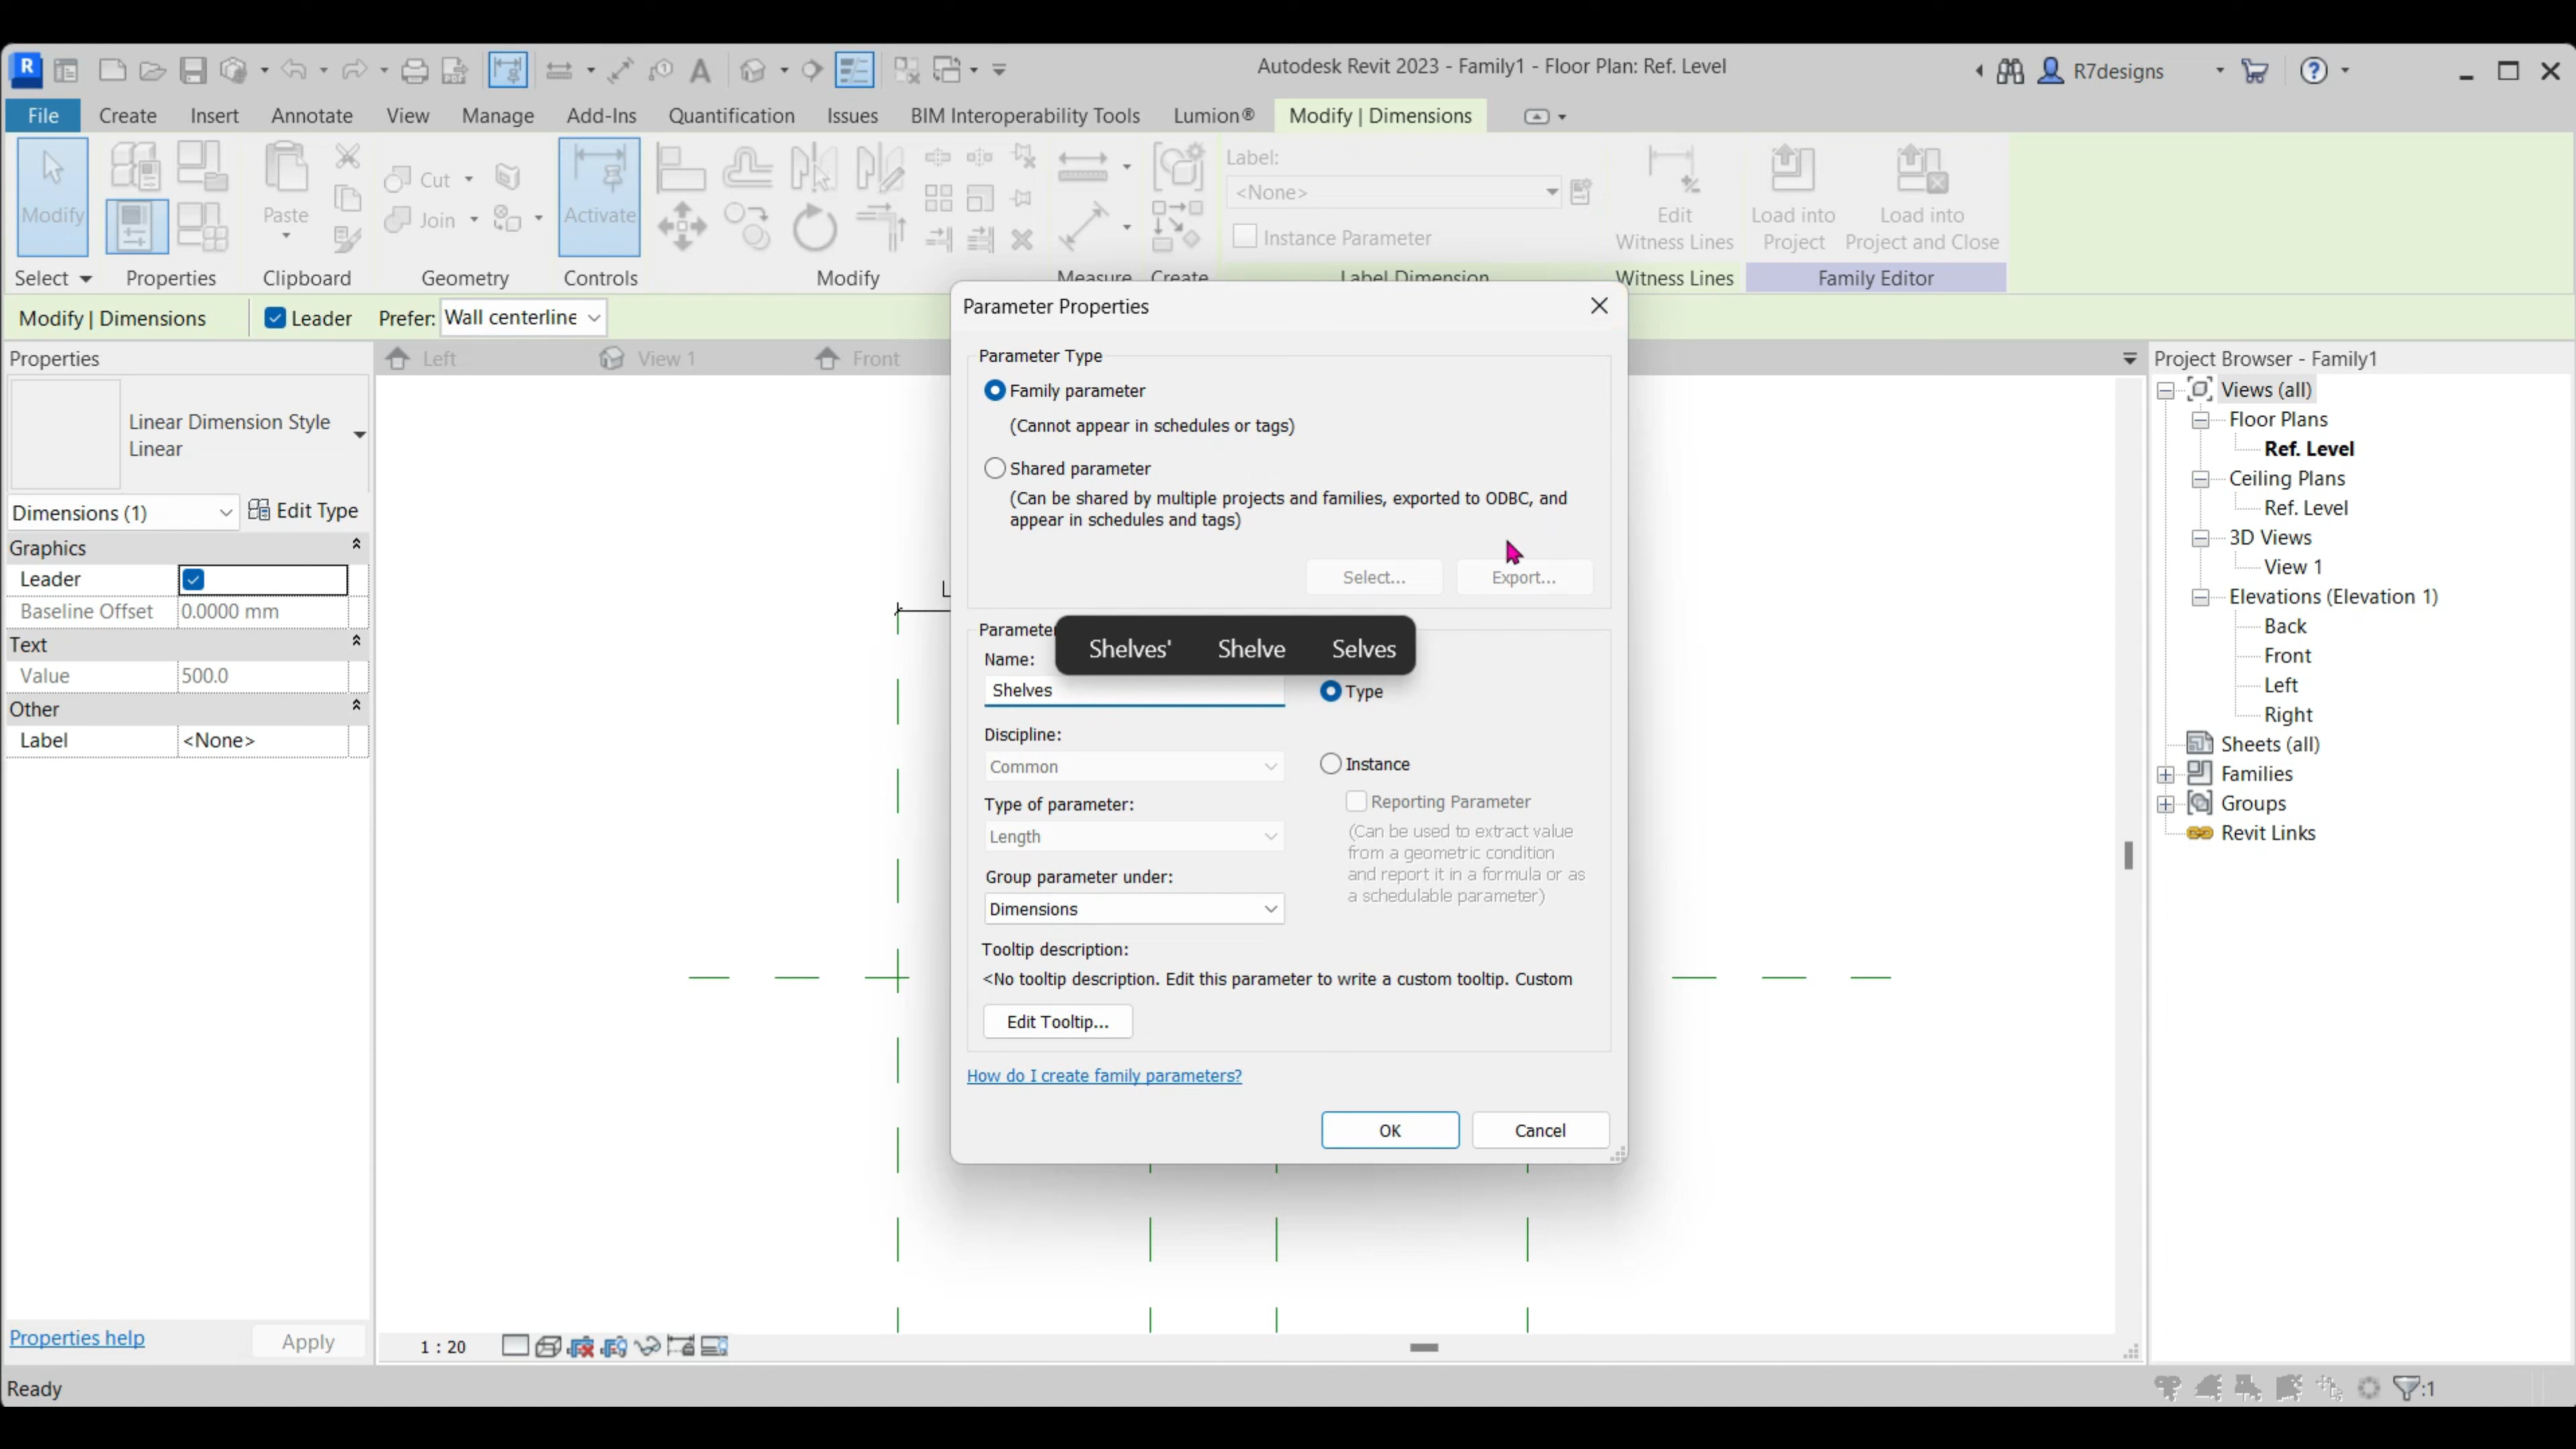 Autodesk Revit 2023 - Family1 - Floor Plan: Ref. Level
R7designs
File Create Insert Annotate View Manage Add-Ins Quantification Issues BIM Interoperability Tools Lumion® Modify | Dimensions
Modify
Paste
Cut
Join
Activate
Label:
<None>
Instance Parameter
Edit
Witness Lines
Load into
Project
Load into
Project and Close
Select Properties Clipboard Geometry Controls Modify Measure Create Label Dimension Witness Lines Family Editor
Modify | Dimensions
Leader
Prefer: Wall centerline
Properties
Left
View 1
Front
Linear Dimension Style
Linear
Dimensions (1)
Edit Type
Graphics
Leader
Baseline Offset 0.0000 mm
Text
Value 500.0
Other
Label <None>
Properties help
Apply
1 : 20
Ready
Parameter Properties
Parameter Type
Family parameter
(Cannot appear in schedules or tags)
Shared parameter
(Can be shared by multiple projects and families, exported to ODBC, and
appear in schedules and tags)
Select...
Export...
Shelves' Shelve Selves
Name:
Shelves
Type
Discipline:
Common
Instance
Type of parameter:
Length
Reporting Parameter
(Can be used to extract value
from a geometric condition
and report it in a formula or as
a schedulable parameter)
Group parameter under:
Dimensions
Tooltip description:
<No tooltip description. Edit this parameter to write a custom tooltip. Custom
Edit Tooltip...
How do I create family parameters?
OK
Cancel
Project Browser - Family1
Views (all)
Floor Plans
Ref. Level
Ceiling Plans
Ref. Level
3D Views
View 1
Elevations (Elevation 1)
Back
Front
Left
Right
Sheets (all)
Families
Groups
Revit Links
:1